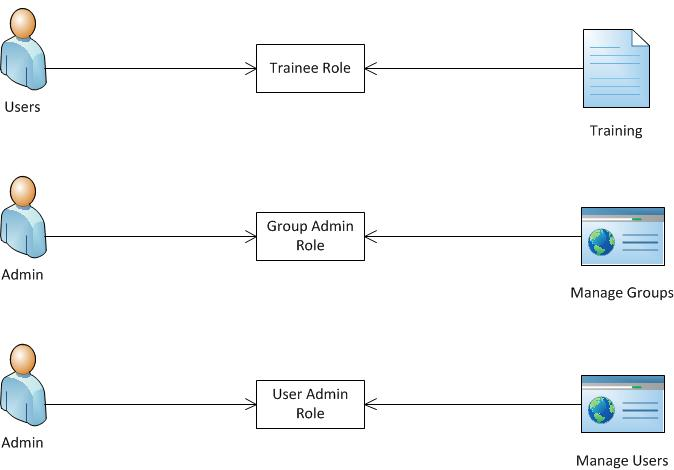 Users
Trainee Role
Training
Admin
Group Admin
Role
Manage Groups
Admin
User Admin
Role
Manage Users